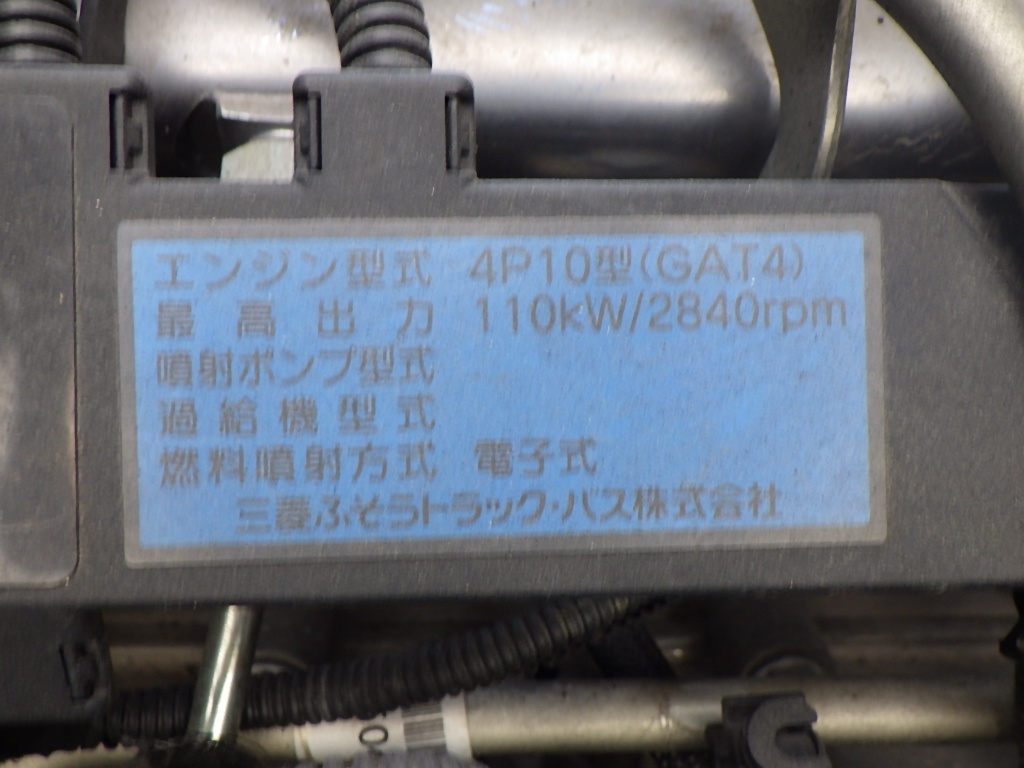 エンジン型式 4P10型(GAT4)
最高出力 110kW/2840rpm
噴射ポンプ型式
過給機型式
燃料噴射方式 電子式
三菱ふそうトラック・バス株式会社